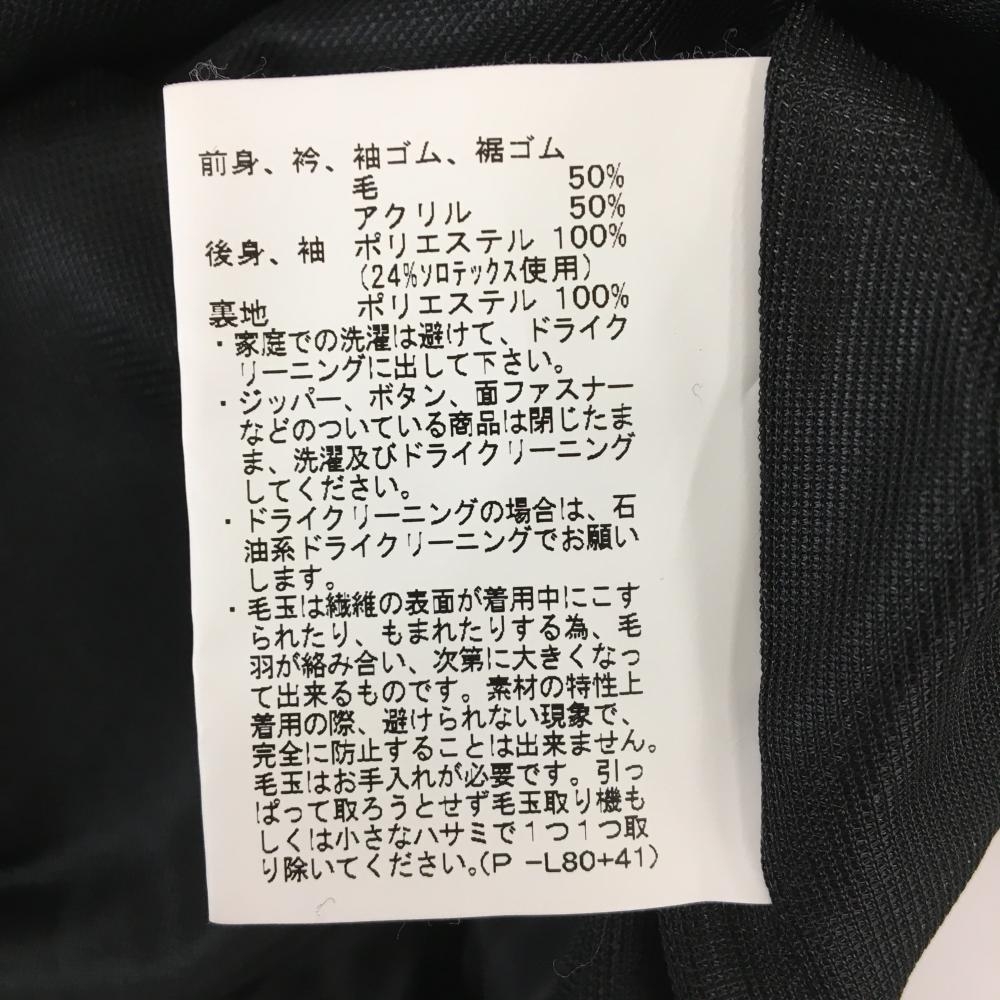 前身、衿、袖ゴム、裾ゴム
毛 50%
アクリル 50%
後身、袖 ポリエステル 100%
(24%ソロテックス使用)
裏地 ポリエステル 100%
・家庭での洗濯は避けて、ドライク
リーニングに出して下さい。
・ジッパー、ボタン、面ファスナー
などのついている商品は閉じたま
ま、洗濯及びドライクリーニング
してください。
・ドライクリーニングの場合は、石
油系ドライクリーニングでお願い
します。
・毛玉は繊維の表面が着用中にこす
られたり、もまれたりする為、毛
羽が絡み合い、次第に大きくなっ
て出来るものです。素材の特性上
着用の際、避けられない現象で、
完全に防止することは出来ません。
毛玉はお手入れが必要です。引っ
ぱって取ろうとせず毛玉取り機も
しくは小さなハサミで1つ1つ取
り除いてください。(P -L80+41)